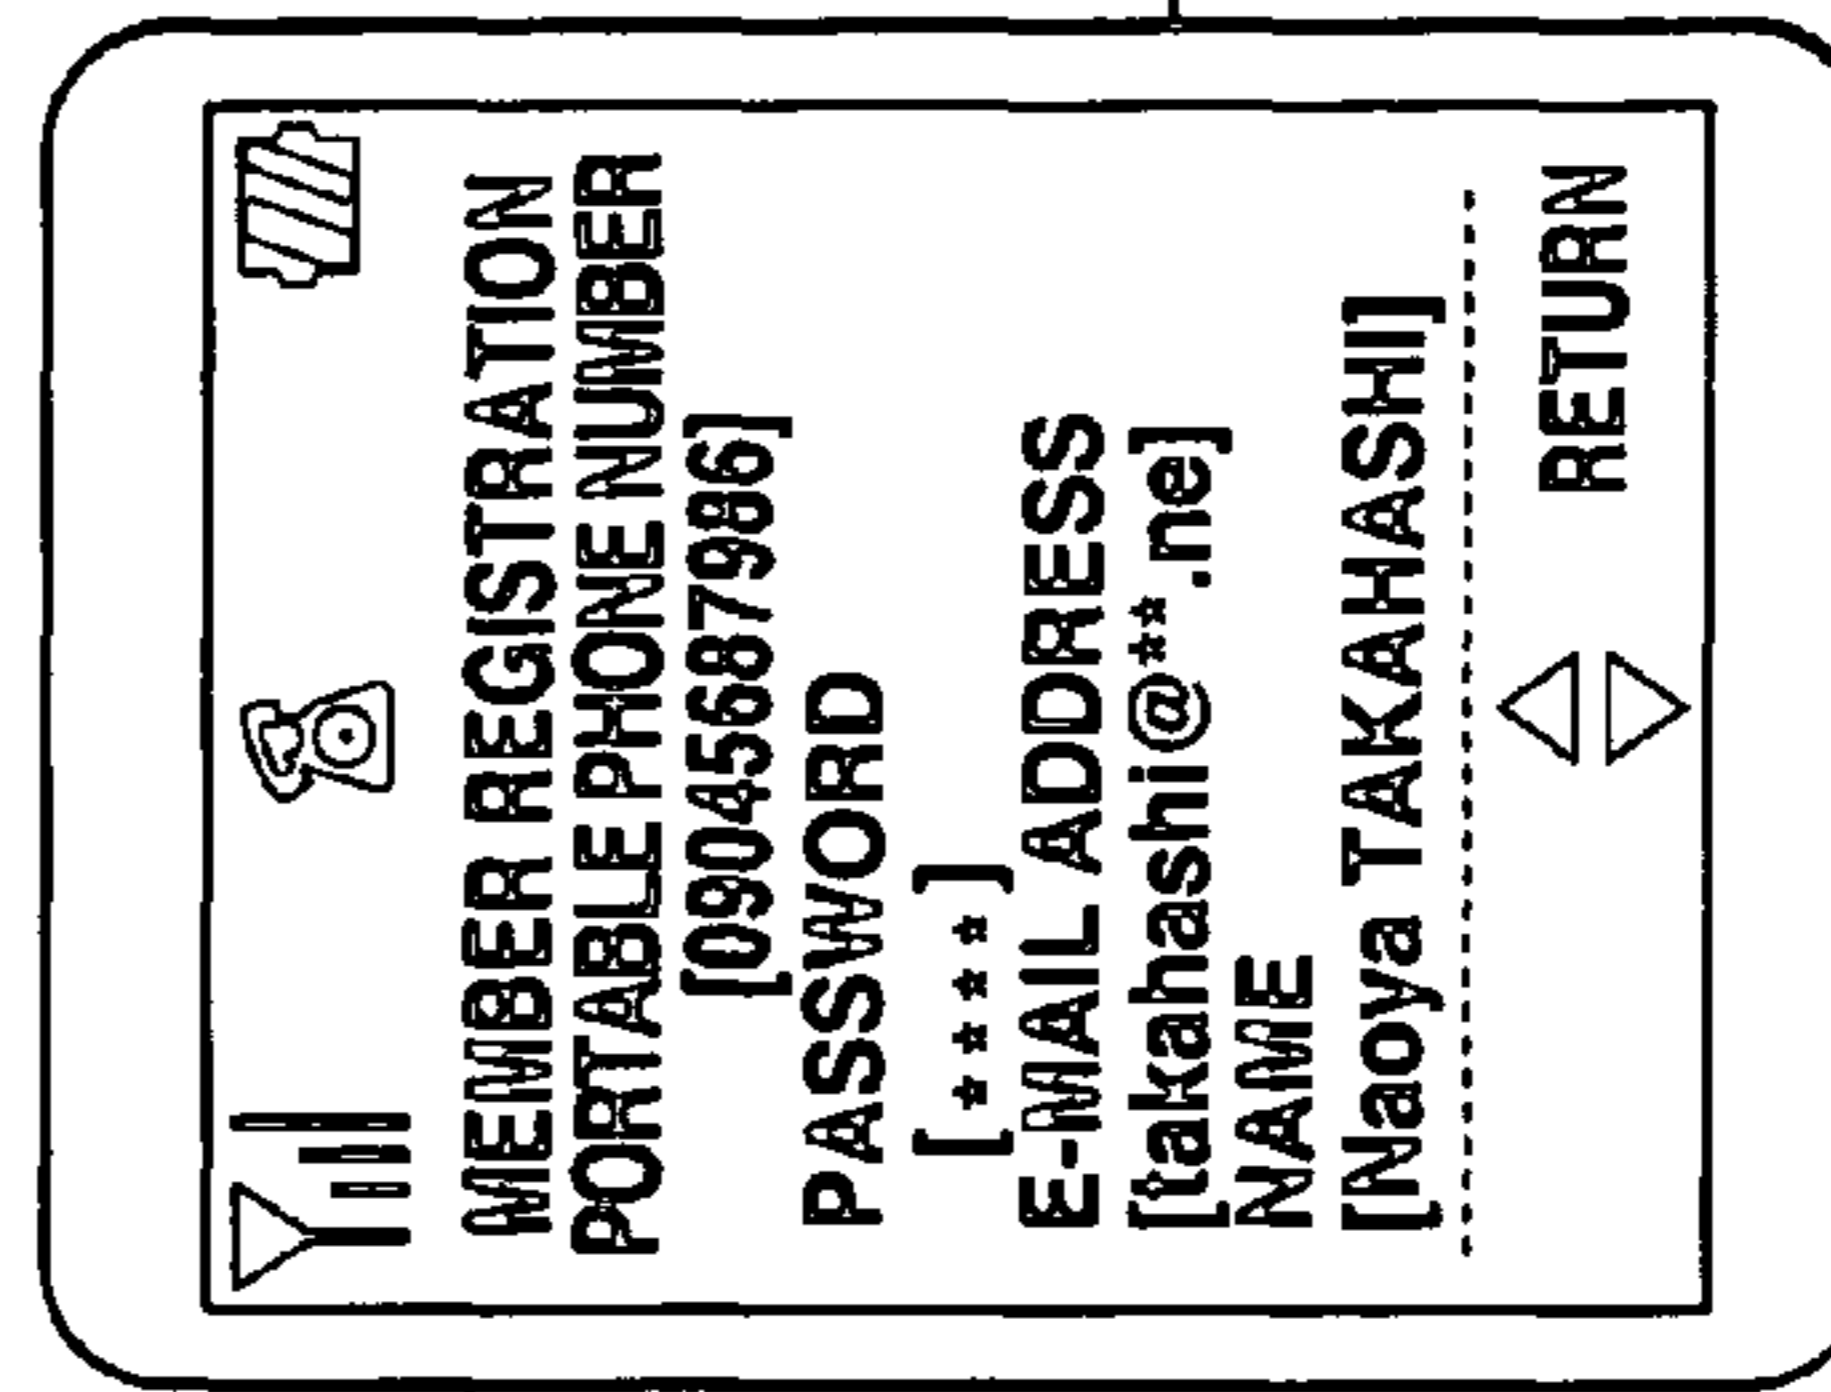 MEMBER REGISTRATION
PORTABLE PHONE NUMBER
[09045687986]
PASSWORD
[****]
E-MAIL ADDRESS
[takahashi@**.ne]
NAME
[Naoya TAKAHASHI]
RETURN